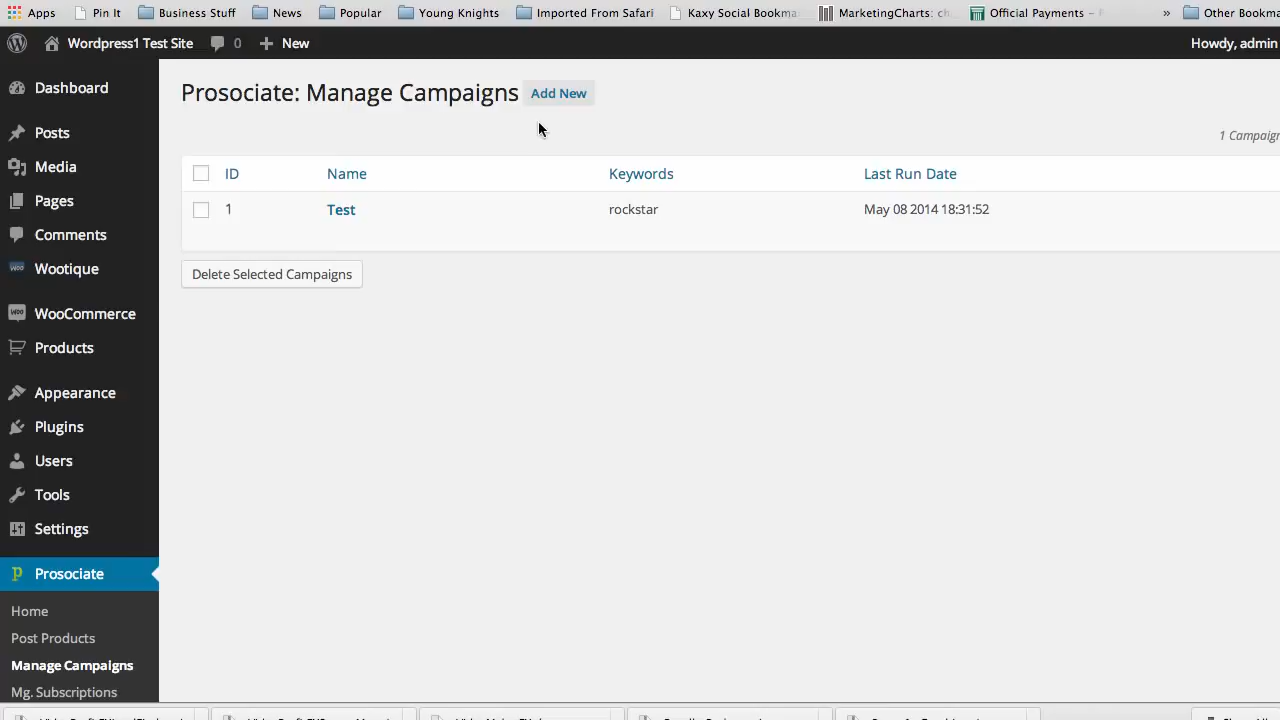 Apps Pin It Business Stuff News Popular Young Knights Imported From Safari Kaxy Social Bookma MarketingCharts: ch Official Payments – » Other Bookma
Wordpress1 Test Site 0 + New Howdy, admin
Dashboard
Posts
Media
Pages
Comments
Wootique
WooCommerce
Products
Appearance
Plugins
Users
Tools
Settings
Prosociate
Home
Post Products
Manage Campaigns
Mg. Subscriptions
Prosociate: Manage Campaigns Add New
1 Campaign
ID Name Keywords Last Run Date
1 Test rockstar May 08 2014 18:31:52
Delete Selected Campaigns